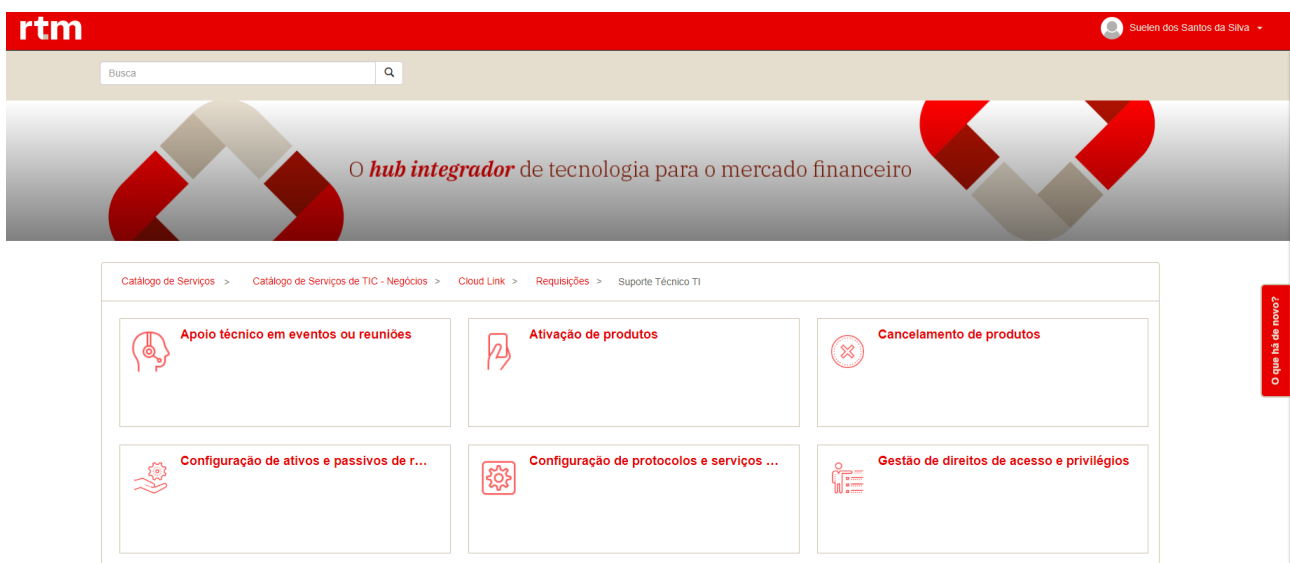 rtm
Suelen dos Santos da Silva
Busca
O hub integrador de tecnologia para o mercado financeiro
Catálogo de Serviços > Catálogo de Serviços de TIC - Negócios > Cloud Link > Requisições > Suporte Técnico TI
O que há de novo?
Apoio técnico em eventos ou reuniões
Ativação de produtos
Cancelamento de produtos
Configuração de ativos e passivos de r...
Configuração de protocolos e serviços ...
Gestão de direitos de acesso e privilégios